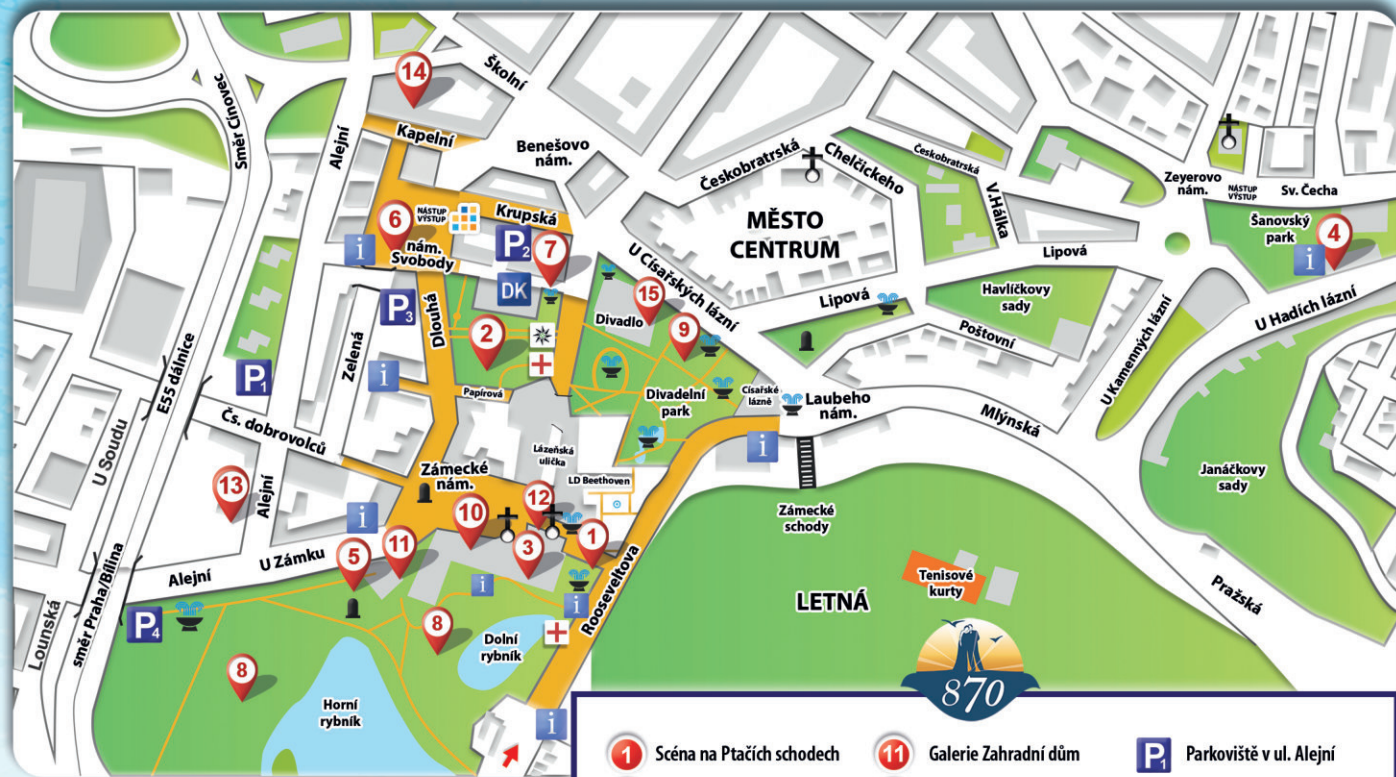 14
Školní
Směr Cínovec
Alejní
Kapelní
Benešovo
nám.
Českobratrská
Chelčického
Českobratrská
V.Hálka
Zeyerovo
nám.
NÁSTUP
VÝSTUP
Sv. Čecha
Šanovský
park
4
i
6
NÁSTUP
VÝSTUP
Krupská
nám.
Svobody
i
P2
7
DK
MĚSTO
CENTRUM
U Císařských lázní
Lipová
Lipová
Havlíčkovy
sady
Poštovní
U Kamenných lázní
U Hadích lázní
P3
Dlouhá
2
15
Divadlo
9
Zelená
P1
i
Papírová
Divadelní
park
Císařské
lázně
Laubeho
nám.
i
Mlýnská
E55 dálnice
Čs. dobrovolců
U Soudu
13
Alejní
Zámecké
nám.
Lázeňská
ulička
LD Beethoven
Janáčkovy
sady
Zámecké
schody
10
12
i
11
5
3
1
U Zámku
Alejní
P4
Lounská
směr Praha/Bílina
i
i
Rooseveltova
LETNÁ
Tenisové
kurty
Pražská
8
8
Dolní
rybník
Horní
rybník
i
870
1 Scéna na Ptačích schodech
11 Galerie Zahradní dům
P1 Parkoviště v ul. Alejní